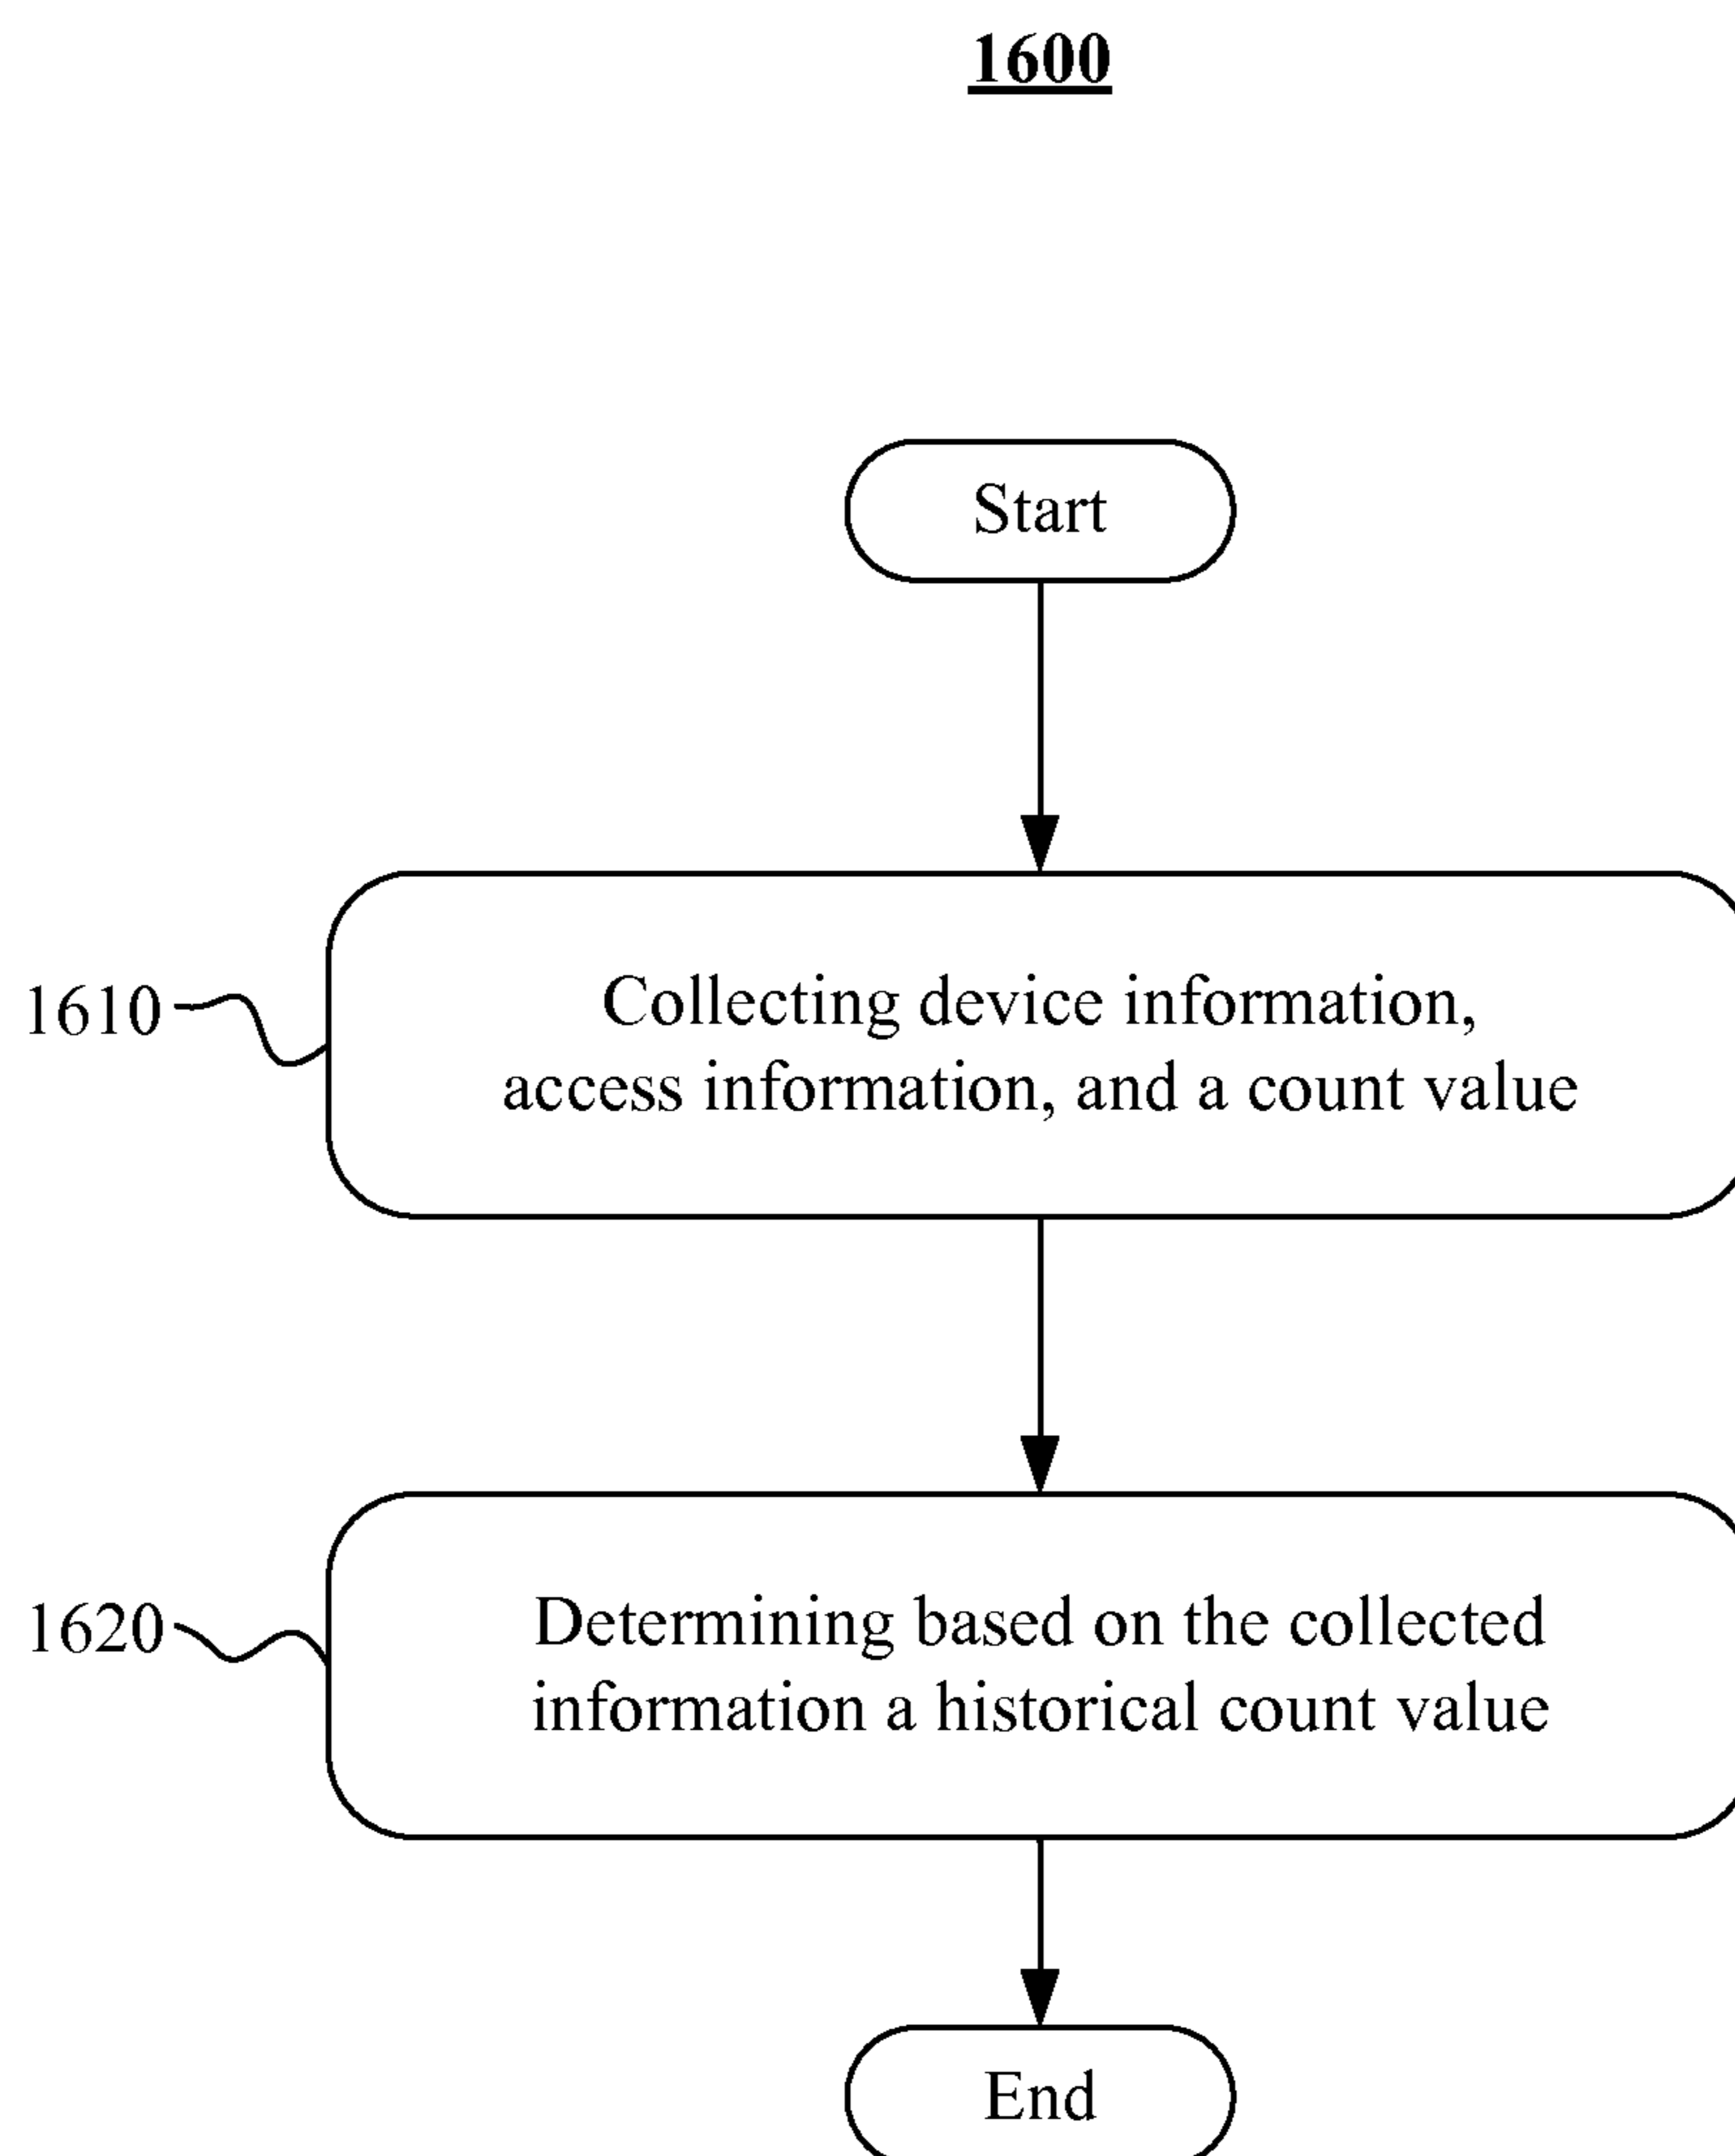 1600
Start
1610
Collecting device information,
access information, and a count value
1620
Determining based on the collected
information a historical count value
End